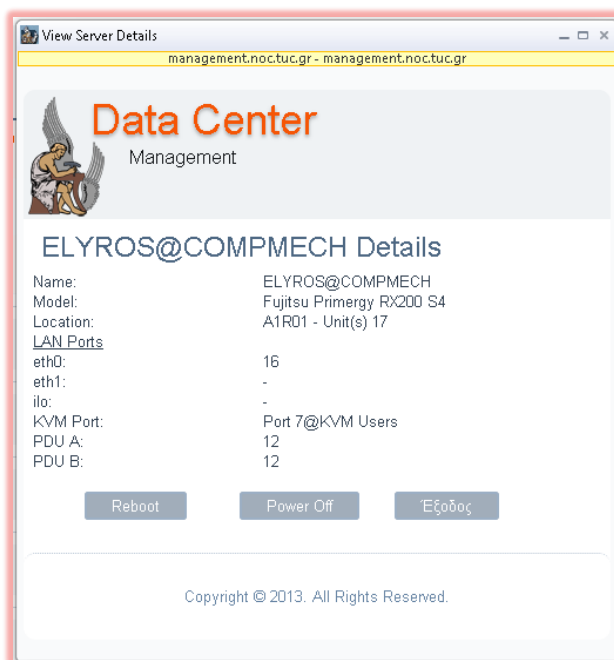 View Server Details
management.noc.tuc.gr - management.noc.tuc.gr
Data Center
Management
ELYROS@COMPMECH Details
Name: ELYROS@COMPMECH
Model: Fujitsu Primergy RX200 S4
Location: A1R01 - Unit(s) 17
LAN Ports
eth0: 16
eth1: -
ilo: -
KVM Port: Port 7@KVM Users
PDU A: 12
PDU B: 12
Reboot Power Off Έξοδος
Copyright © 2013. All Rights Reserved.